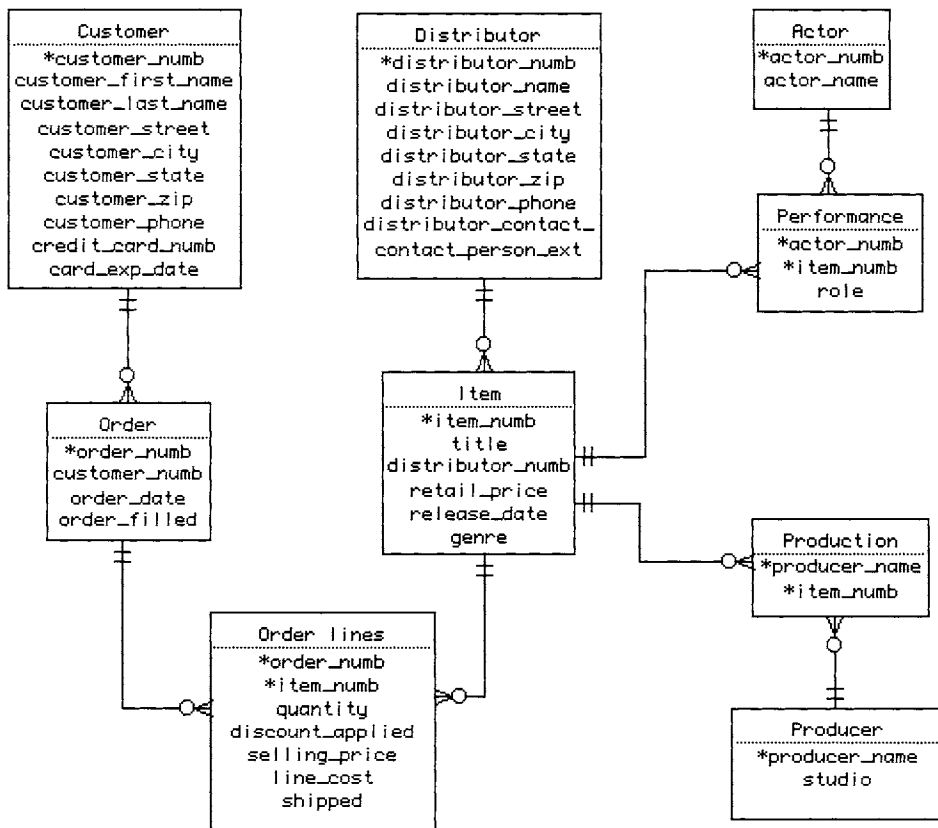 Customer
*customer_numb
customer_first_name
customer_last_name
customer_street
customer_city
customer_state
customer_zip
customer_phone
credit_card_numb
card_exp_date
Distributor
*distributor_numb
distributor_name
distributor_street
distributor_city
distributor_state
distributor_zip
distributor_phone
distributor_contact_
contact_person_ext
Actor
*actor_numb
actor_name
Performance
*actor_numb
*item_numb
role
Order
*order_numb
customer_numb
order_date
order_filled
Item
*item_numb
title
distributor_numb
retail_price
release_date
genre
Production
*producer_name
*item_numb
Order lines
*order_numb
*item_numb
quantity
discount_applied
selling_price
line_cost
shipped
Producer
*producer_name
studio